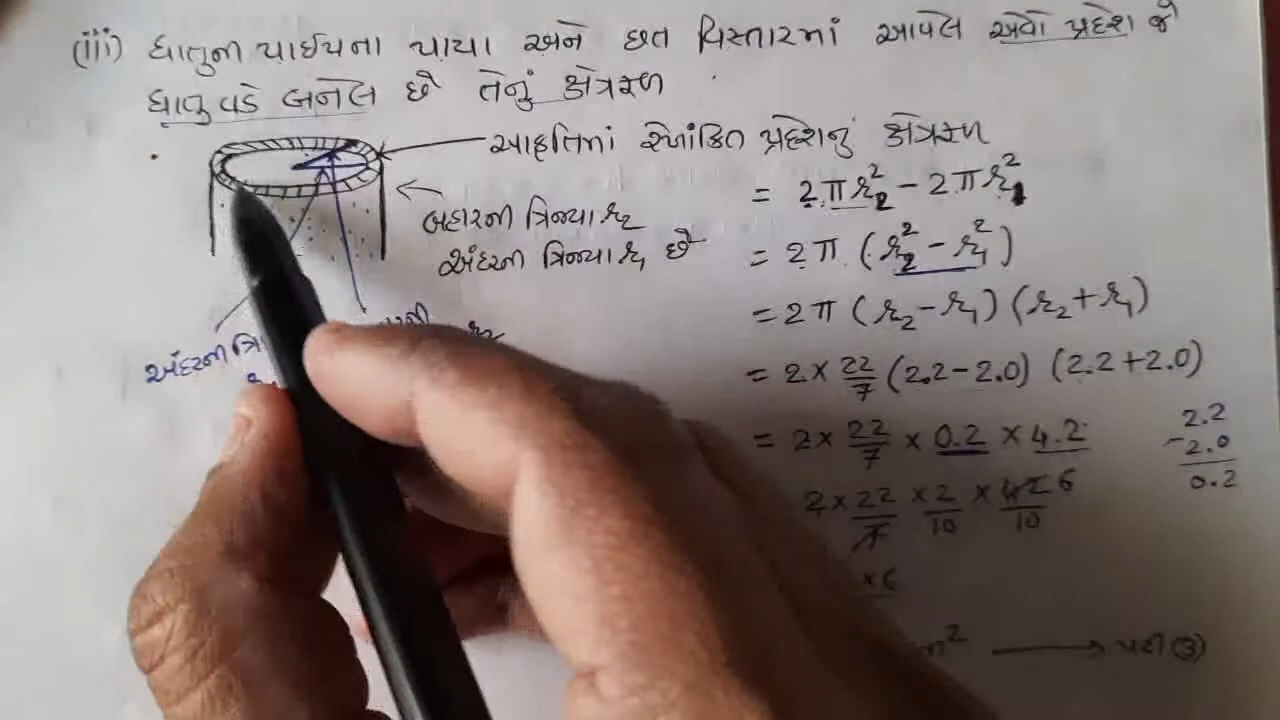 (iii) ધાતુના પાઈપના પાયા અને છત વિસ્તારમાં આવેલ એવો પ્રદેશ જે
ધાતુ વડે બનેલ છે તેનું ક્ષેત્રફળ
આકૃતિમાં રેખાંકિત પ્રદેશનું ક્ષેત્રફળ
= 2πr₂² − 2πr₁²
બહારની ત્રિજ્યા r₂
અંદરની ત્રિજ્યા r₁ છે
= 2π (r₂² − r₁²)
= 2π (r₂ − r₁) (r₂ + r₁)
અંદરની
= 2 × 22/7 (2.2 − 2.0) (2.2 + 2.0)
= 2 × 22/7 × 0.2 × 4.2
2.2
− 2.0
0.2
2 × 22/7 × 2/10 × 42/10 6
× 6
m² → પરી (3)